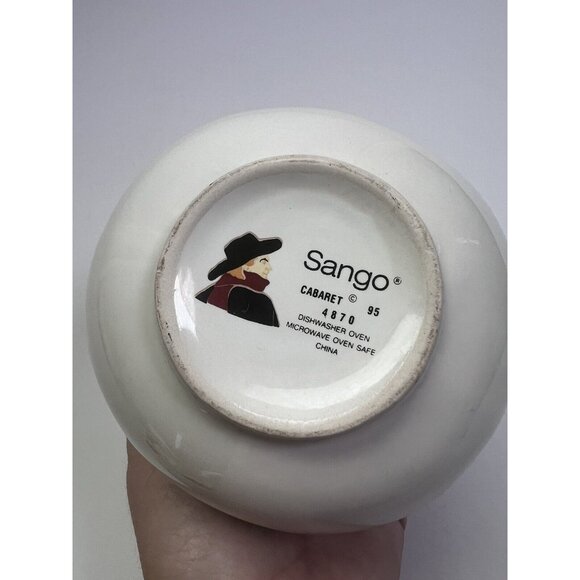 Sango®
CABARET © 95
4870
DISHWASHER OVEN
MICROWAVE OVEN SAFE
CHINA